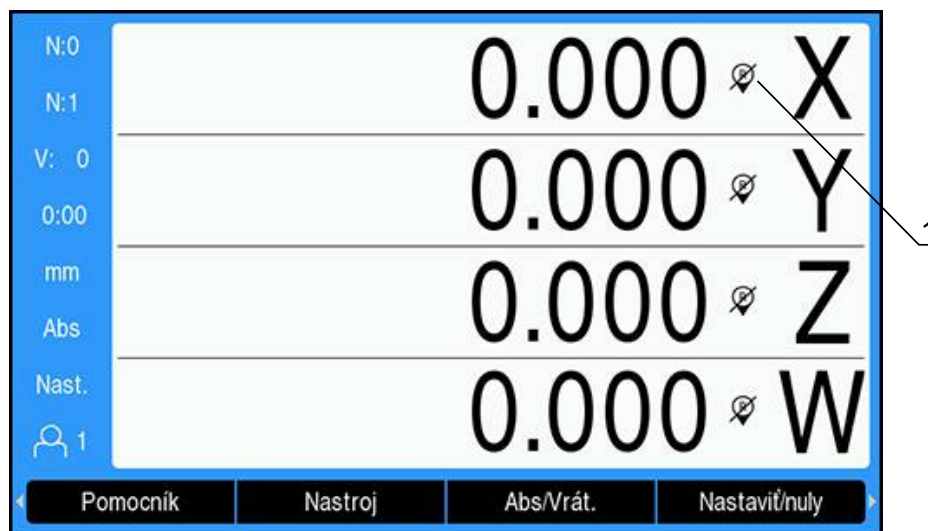 N:0
N:1
V: 0
0:00
mm
Abs
Nast.
1
0.000 X
0.000 Y
0.000 Z
0.000 W
1
Pomocník
Nastroj
Abs/Vrát.
Nastaviť/nuly